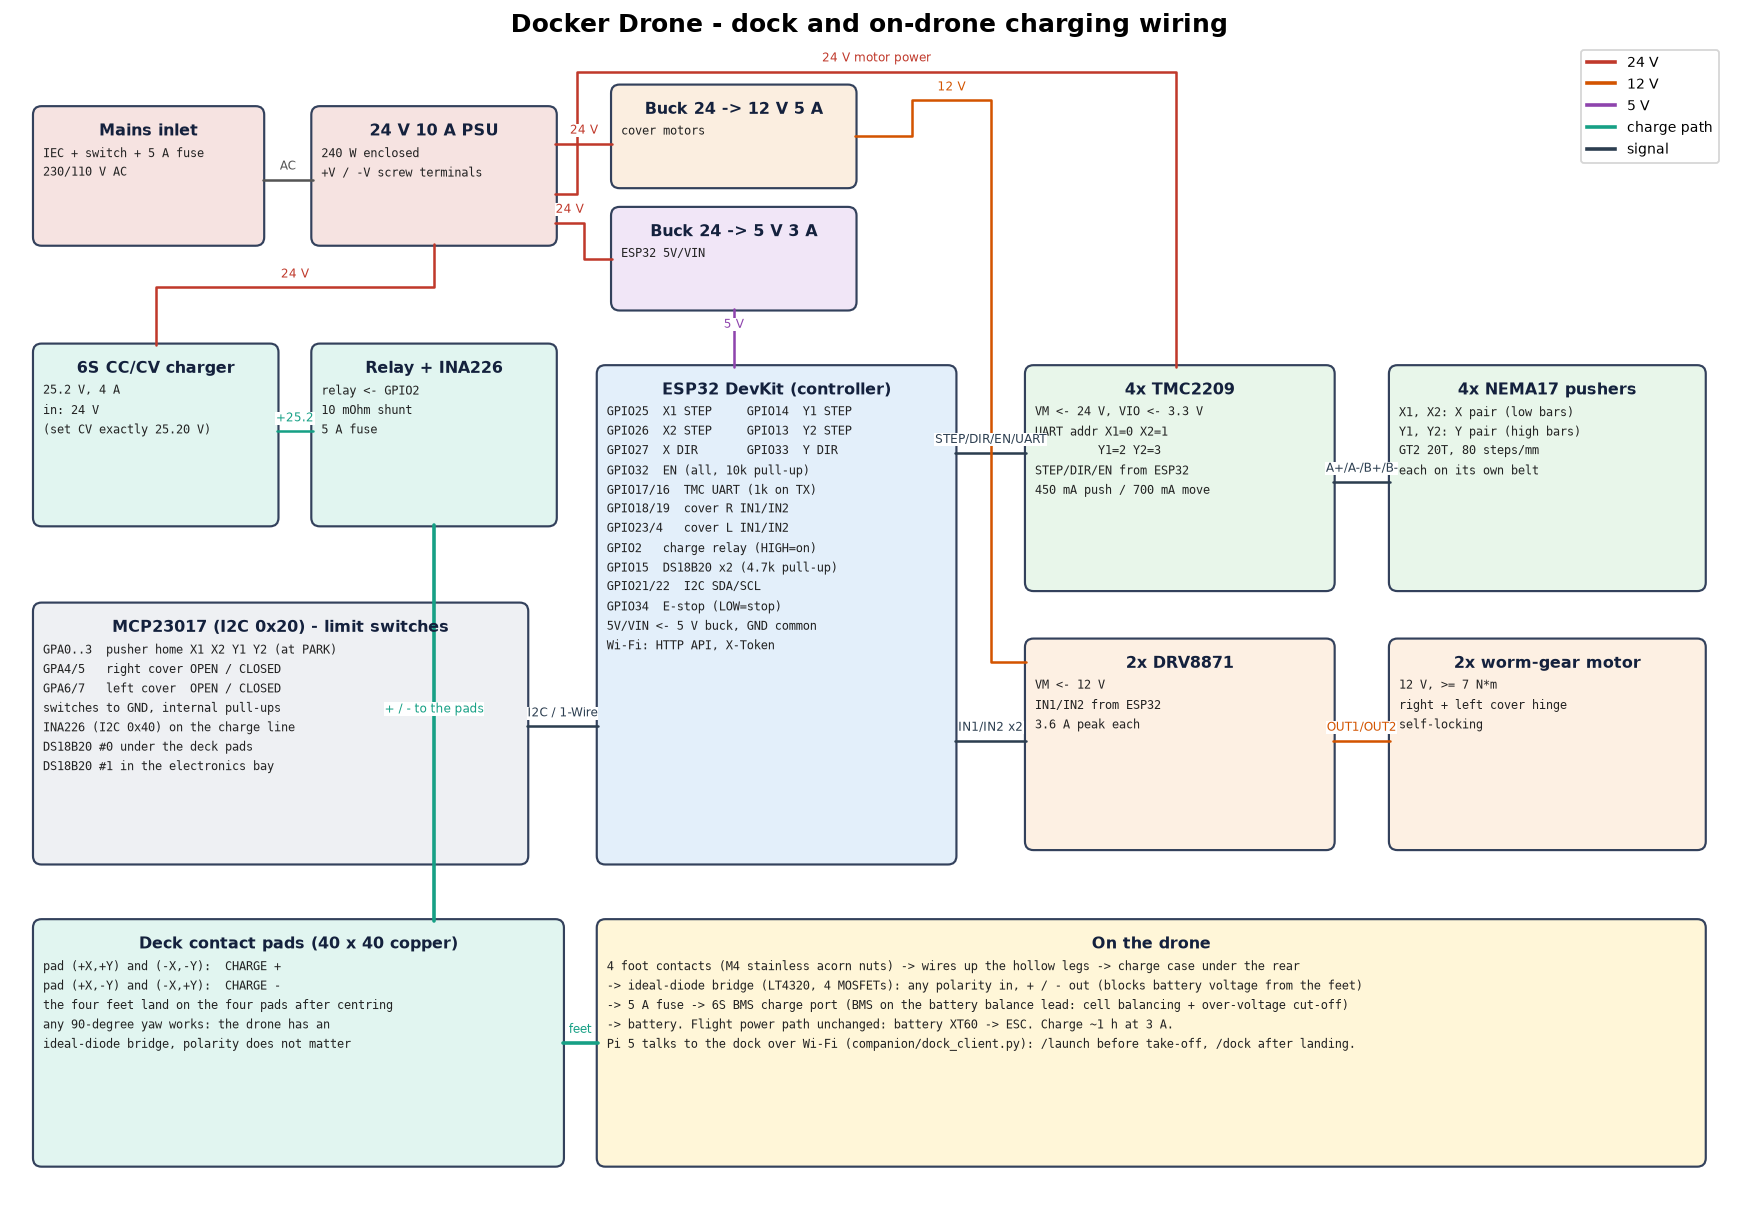 Docker Drone - dock and on-drone charging wiring
24 V motor power
24 V
12 V
5 V
charge path
signal
Mains inlet
IEC + switch + 5 A fuse
230/110 V AC
AC
24 V 10 A PSU
240 W enclosed
+V / -V screw terminals
24 V
24 V
24 V
Buck 24 -> 12 V 5 A
cover motors
12 V
Buck 24 -> 5 V 3 A
ESP32 5V/VIN
5 V
6S CC/CV charger
25.2 V, 4 A
in: 24 V
(set CV exactly 25.20 V)
+25.2
Relay + INA226
relay <- GPIO2
10 mOhm shunt
5 A fuse
ESP32 DevKit (controller)
GPIO25  X1 STEP     GPIO14  Y1 STEP
GPIO26  X2 STEP     GPIO13  Y2 STEP
GPIO27  X DIR       GPIO33  Y DIR
GPIO32  EN (all, 10k pull-up)
GPIO17/16  TMC UART (1k on TX)
GPIO18/19  cover R IN1/IN2
GPIO23/4   cover L IN1/IN2
GPIO2   charge relay (HIGH=on)
GPIO15  DS18B20 x2 (4.7k pull-up)
GPIO21/22  I2C SDA/SCL
GPIO34  E-stop (LOW=stop)
5V/VIN <- 5 V buck, GND common
Wi-Fi: HTTP API, X-Token
STEP/DIR/EN/UART
4x TMC2209
VM <- 24 V, VIO <- 3.3 V
UART addr X1=0 X2=1
Y1=2 Y2=3
STEP/DIR/EN from ESP32
450 mA push / 700 mA move
A+/A-/B+/B-
4x NEMA17 pushers
X1, X2: X pair (low bars)
Y1, Y2: Y pair (high bars)
GT2 20T, 80 steps/mm
each on its own belt
MCP23017 (I2C 0x20) - limit switches
GPA0..3  pusher home X1 X2 Y1 Y2 (at PARK)
GPA4/5   right cover OPEN / CLOSED
GPA6/7   left cover  OPEN / CLOSED
switches to GND, internal pull-ups
INA226 (I2C 0x40) on the charge line
DS18B20 #0 under the deck pads
DS18B20 #1 in the electronics bay
+ / - to the pads
I2C / 1-Wire
IN1/IN2 x2
2x DRV8871
VM <- 12 V
IN1/IN2 from ESP32
3.6 A peak each
OUT1/OUT2
2x worm-gear motor
12 V, >= 7 N*m
right + left cover hinge
self-locking
Deck contact pads (40 x 40 copper)
pad (+X,+Y) and (-X,-Y):  CHARGE +
pad (+X,-Y) and (-X,+Y):  CHARGE -
the four feet land on the four pads after centring
any 90-degree yaw works: the drone has an
ideal-diode bridge, polarity does not matter
feet
On the drone
4 foot contacts (M4 stainless acorn nuts) -> wires up the hollow legs -> charge case under the rear
-> ideal-diode bridge (LT4320, 4 MOSFETs): any polarity in, + / - out (blocks battery voltage from the feet)
-> 5 A fuse -> 6S BMS charge port (BMS on the battery balance lead: cell balancing + over-voltage cut-off)
-> battery. Flight power path unchanged: battery XT60 -> ESC. Charge ~1 h at 3 A.
Pi 5 talks to the dock over Wi-Fi (companion/dock_client.py): /launch before take-off, /dock after landing.